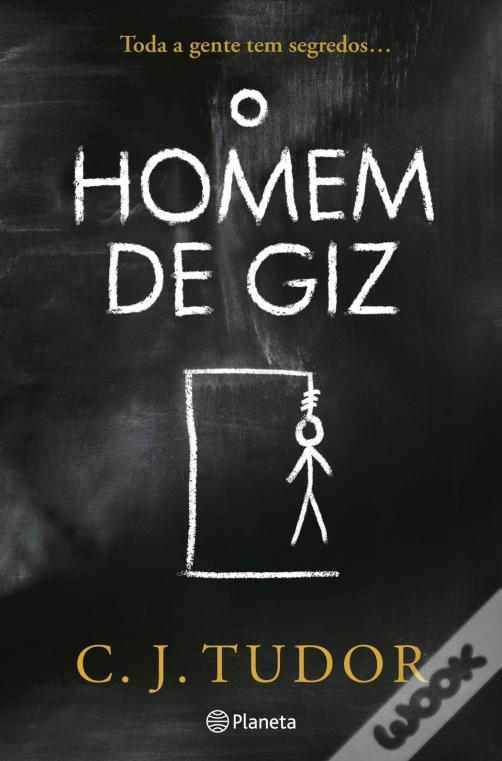 Toda a gente tem segredos...
O
HOMEM
DE GIZ
C. J. TUDOR
Planeta
wook